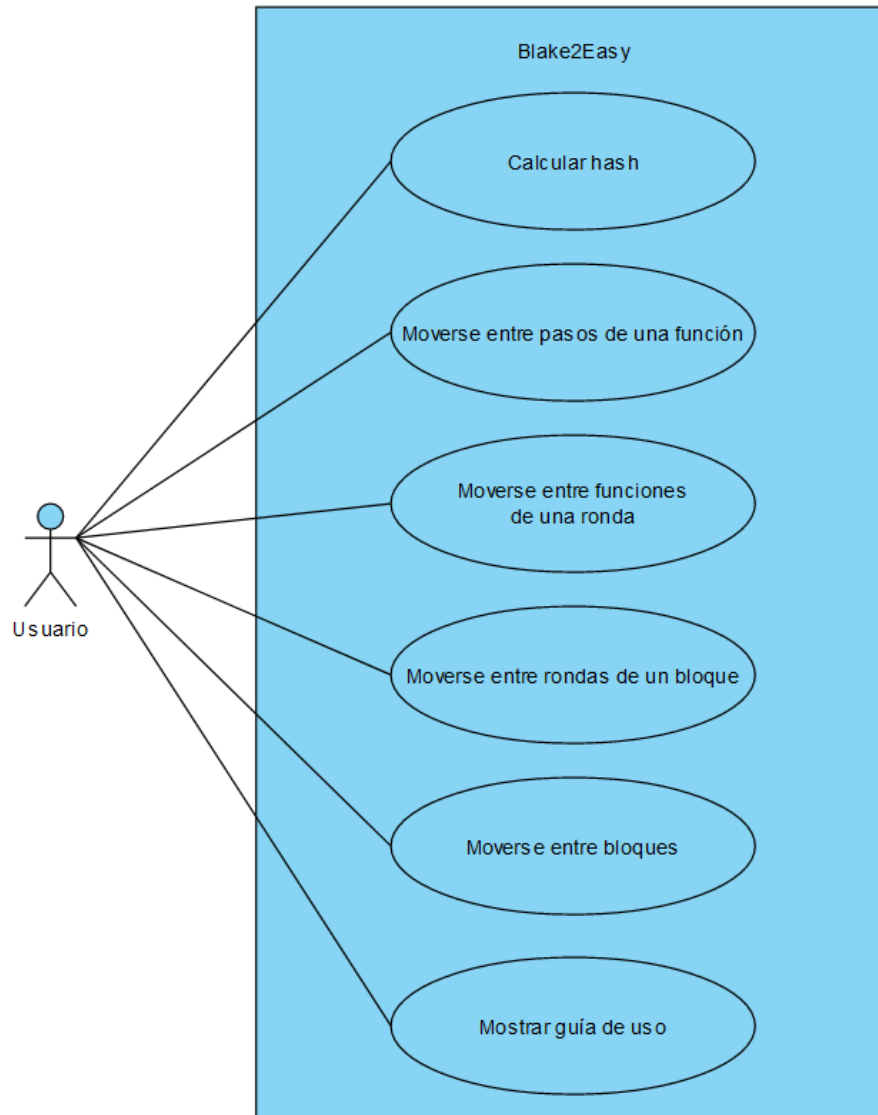 Blake2Easy
Calcular hash
Moverse entre pasos de una función
Moverse entre funciones
de una ronda
Usuario
Moverse entre rondas de un bloque
Moverse entre bloques
Mostrar guía de uso